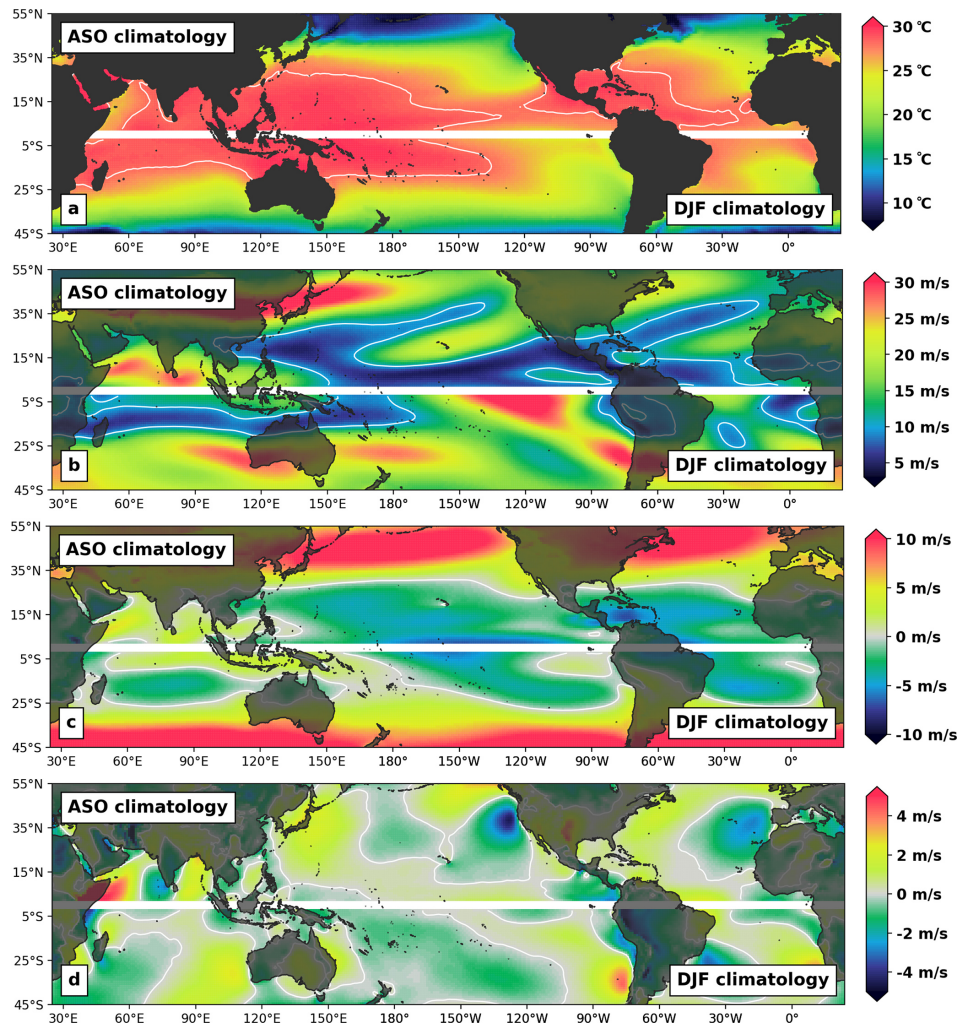 55°N
ASO climatology
30 ℃
35°N
25 ℃
15°N
20 ℃
5°S
15 ℃
25°S
a
DJF climatology
10 ℃
45°S
30°E 60°E 90°E 120°E 150°E 180° 150°W 120°W 90°W 60°W 30°W 0°
55°N
ASO climatology
30 m/s
35°N
25 m/s
15°N
20 m/s
5°S
15 m/s
10 m/s
25°S
b
DJF climatology
5 m/s
45°S
30°E 60°E 90°E 120°E 150°E 180° 150°W 120°W 90°W 60°W 30°W 0°
55°N
ASO climatology
10 m/s
35°N
5 m/s
15°N
0 m/s
5°S
-5 m/s
25°S
c
DJF climatology
-10 m/s
45°S
30°E 60°E 90°E 120°E 150°E 180° 150°W 120°W 90°W 60°W 30°W 0°
55°N
ASO climatology
4 m/s
35°N
2 m/s
15°N
0 m/s
5°S
-2 m/s
25°S
d
DJF climatology
-4 m/s
45°S
30°E 60°E 90°E 120°E 150°E 180° 150°W 120°W 90°W 60°W 30°W 0°